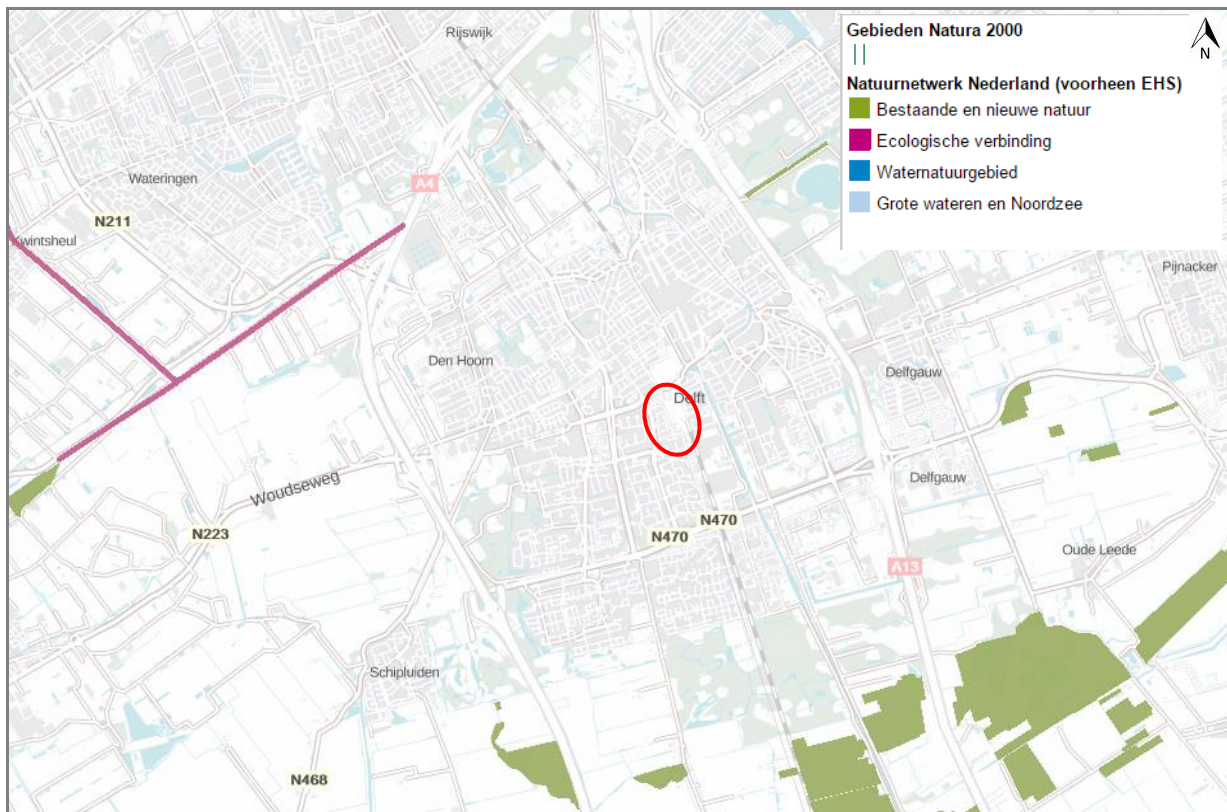 Rijswijk
Gebieden Natura 2000
N
Natuurnetwerk Nederland (voorheen EHS)
Bestaande en nieuwe natuur
Ecologische verbinding
Waternatuurgebied
Grote wateren en Noordzee
Wateringen
A4
N211
Kwintsheul
Pijnacker
Den Hoorn
Delfgauw
Delft
Woudseweg
Delfgauw
N470
N223
N470
Oude Leede
A13
Schipluiden
N468